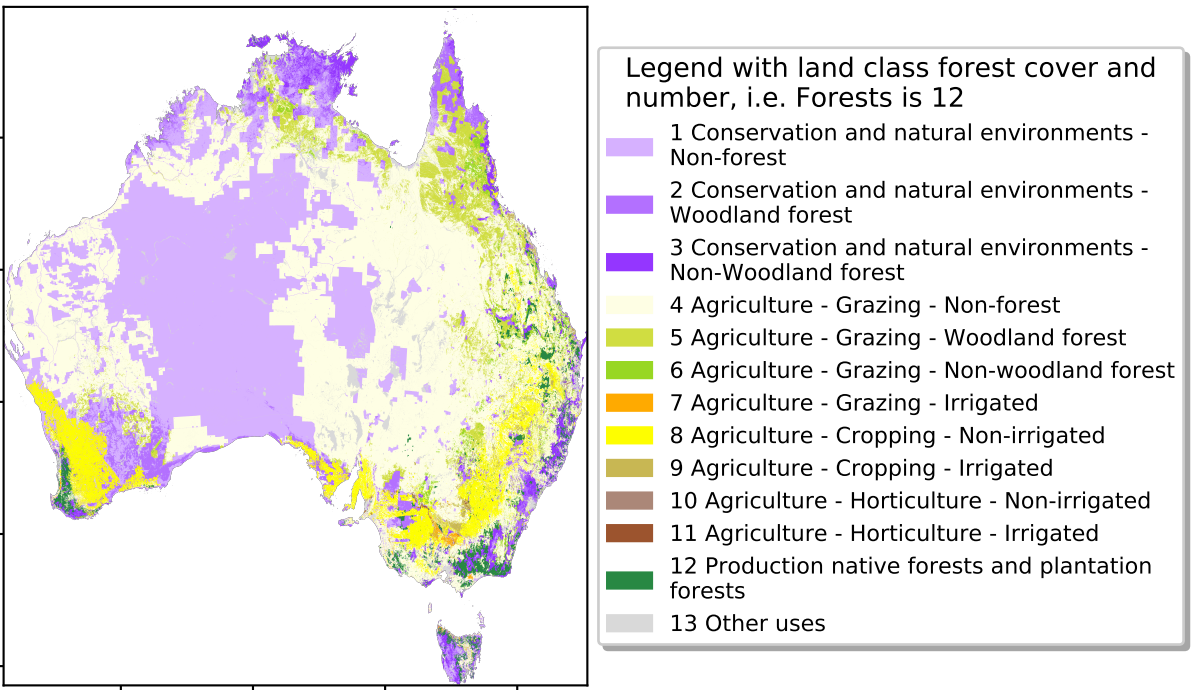 Legend with land class forest cover and
number, i.e. Forests is 12
1 Conservation and natural environments -
Non-forest
2 Conservation and natural environments -
Woodland forest
3 Conservation and natural environments -
Non-Woodland forest
4 Agriculture - Grazing - Non-forest
5 Agriculture - Grazing - Woodland forest
6 Agriculture - Grazing - Non-woodland forest
7 Agriculture - Grazing - Irrigated
8 Agriculture - Cropping - Non-irrigated
9 Agriculture - Cropping - Irrigated
10 Agriculture - Horticulture - Non-irrigated
11 Agriculture - Horticulture - Irrigated
12 Production native forests and plantation
forests
13 Other uses